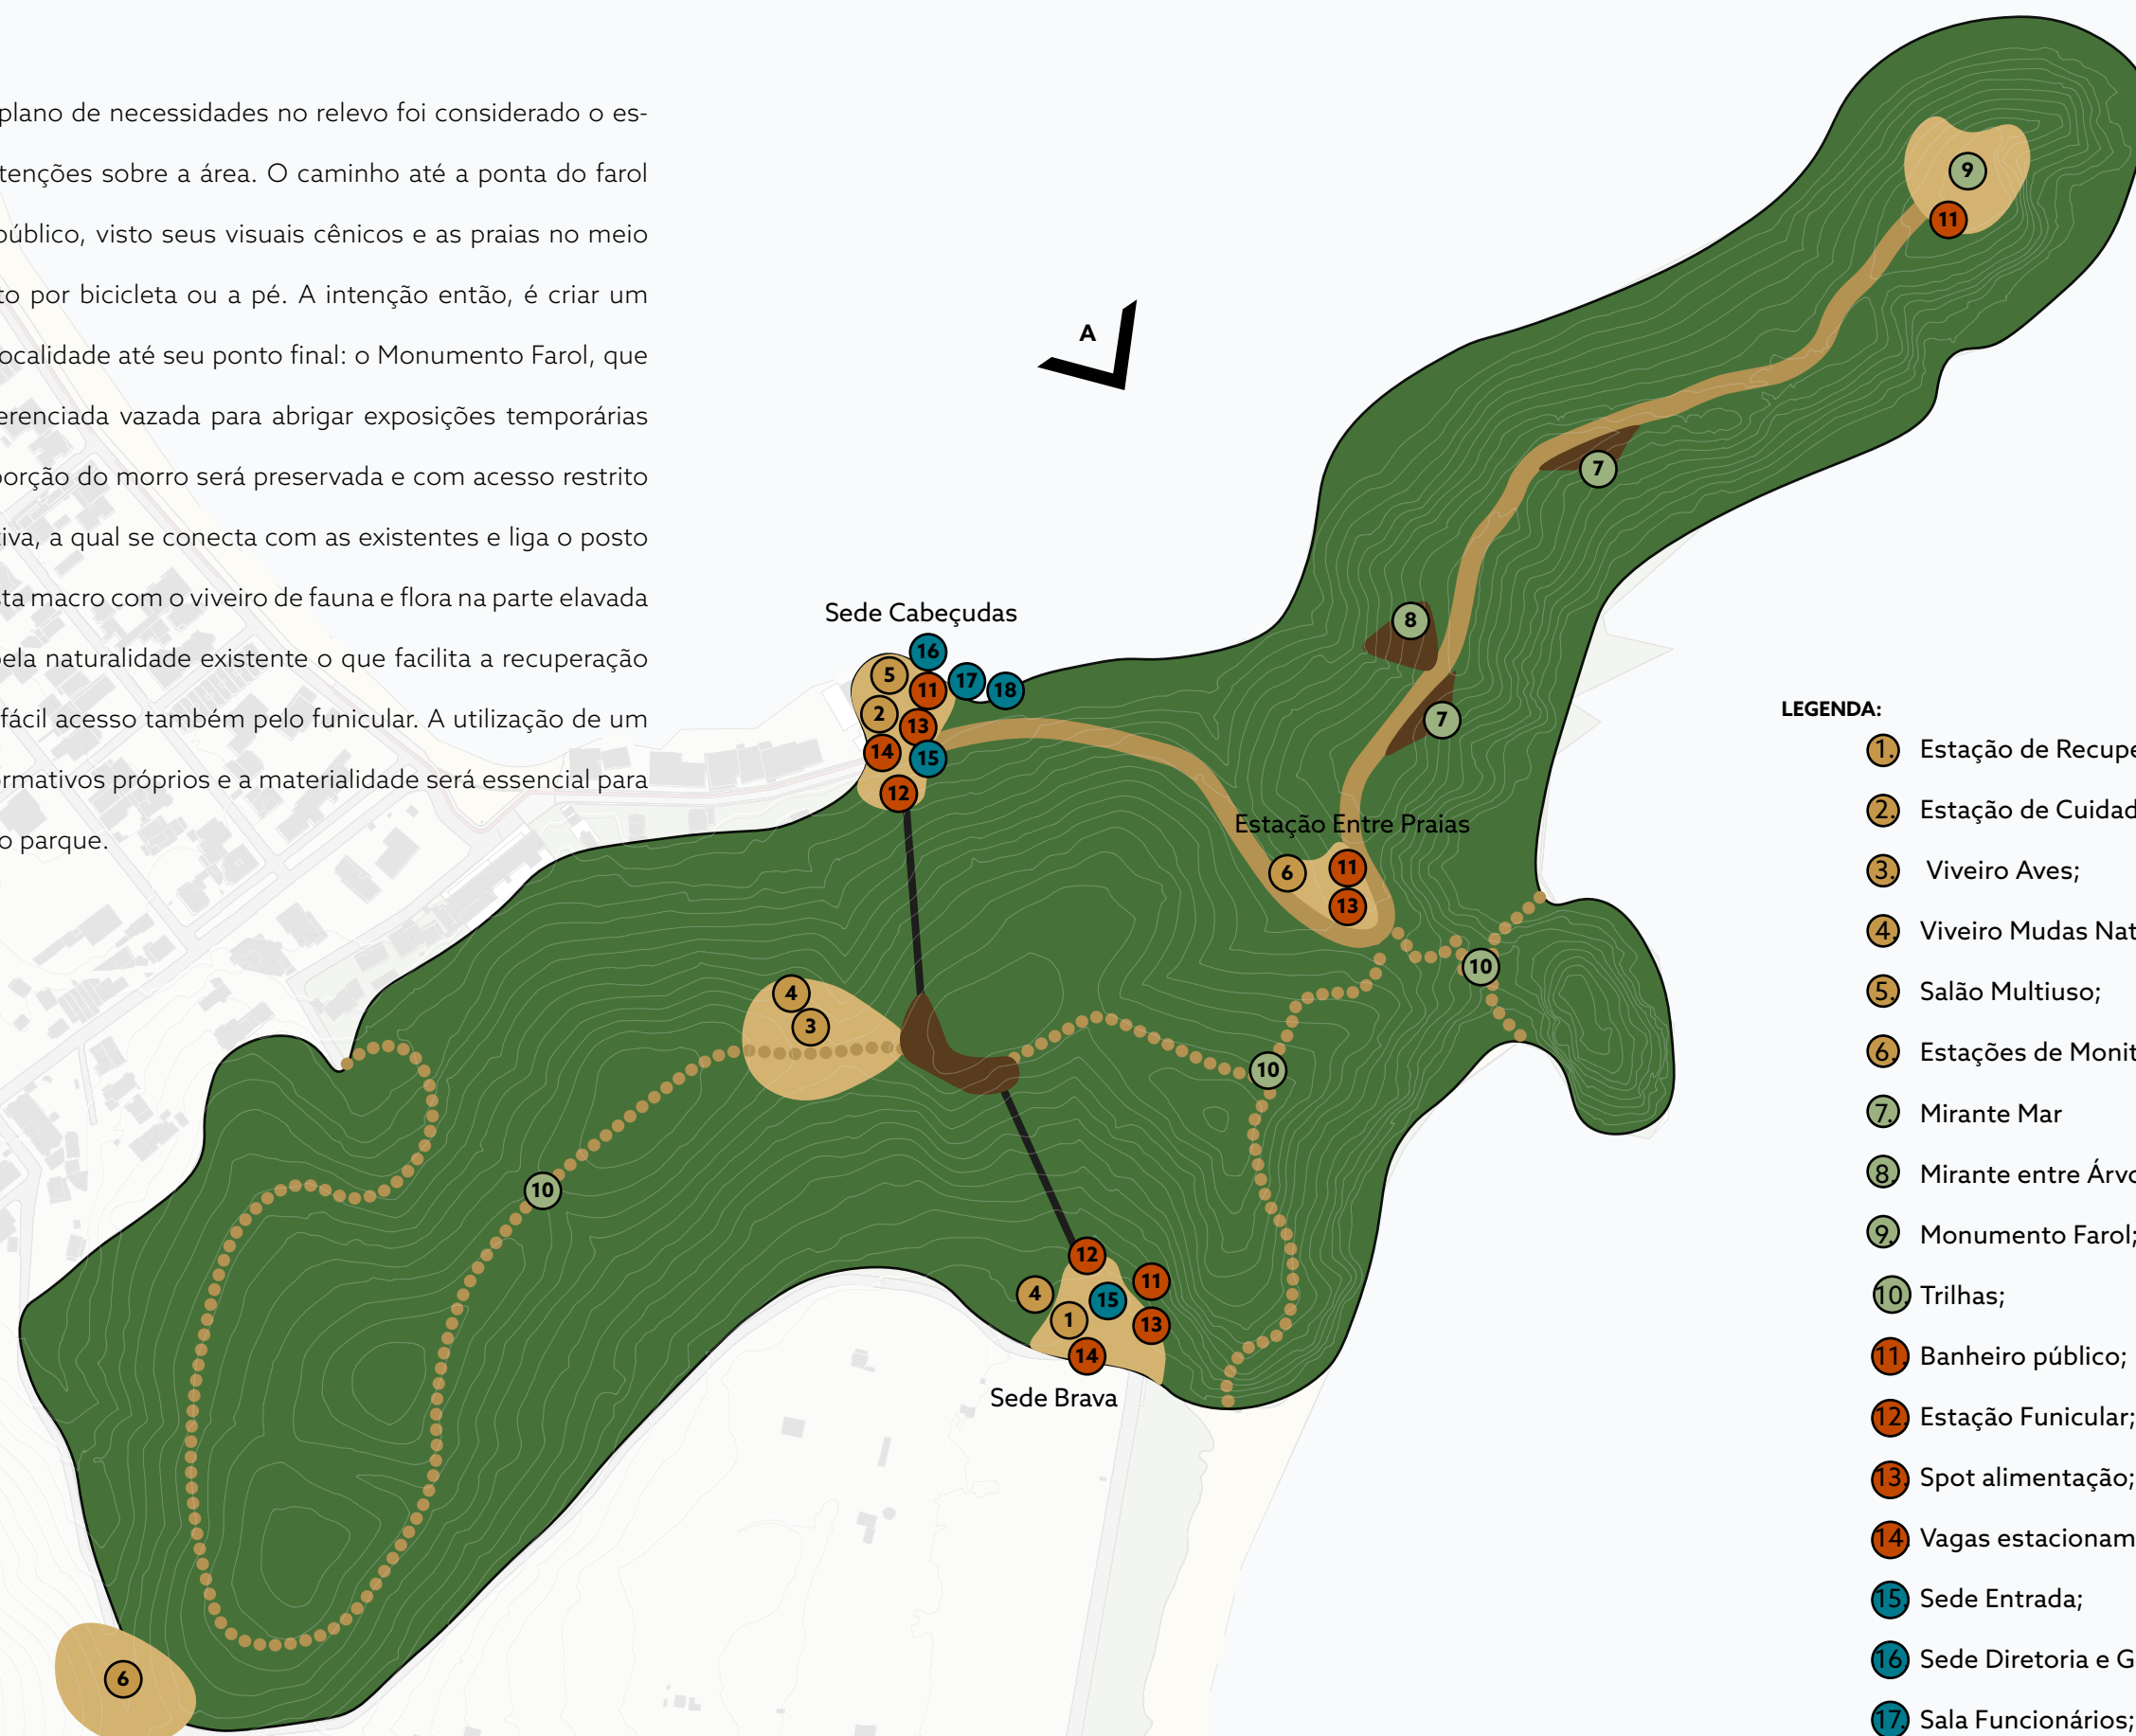 plano de necessidades no relevo foi considerado o es-
tenções sobre a área. O caminho até a ponta do farol
público, visto seus visuais cênicos e as praias no meio
to por bicicleta ou a pé. A intenção então, é criar um
ocalidade até seu ponto final: o Monumento Farol, que
erenciada vazada para abrigar exposições temporárias
porção do morro será preservada e com acesso restrito
tiva, a qual se conecta com as existentes e liga o posto
sta macro com o viveiro de fauna e flora na parte elavada
pela naturalidade existente o que facilita a recuperação
fácil acesso também pelo funicular. A utilização de um
ormativos próprios e a materialidade será essencial para
o parque.
A
9
11
7
8
7
Sede Cabeçudas
16
5
11
17
18
2
13
14
15
12
Estação Entre Praias
6
11
13
10
4
3
10
10
12
4
15
11
1
13
14
Sede Brava
6
LEGENDA:
1. Estação de Recupe
2. Estação de Cuidad
3. Viveiro Aves;
4. Viveiro Mudas Nat
5. Salão Multiuso;
6. Estações de Monit
7. Mirante Mar
8. Mirante entre Árvo
9. Monumento Farol;
10. Trilhas;
11. Banheiro público;
12. Estação Funicular;
13. Spot alimentação;
14. Vagas estacionam
15. Sede Entrada;
16 Sede Diretoria e G
17. Sala Funcionários;